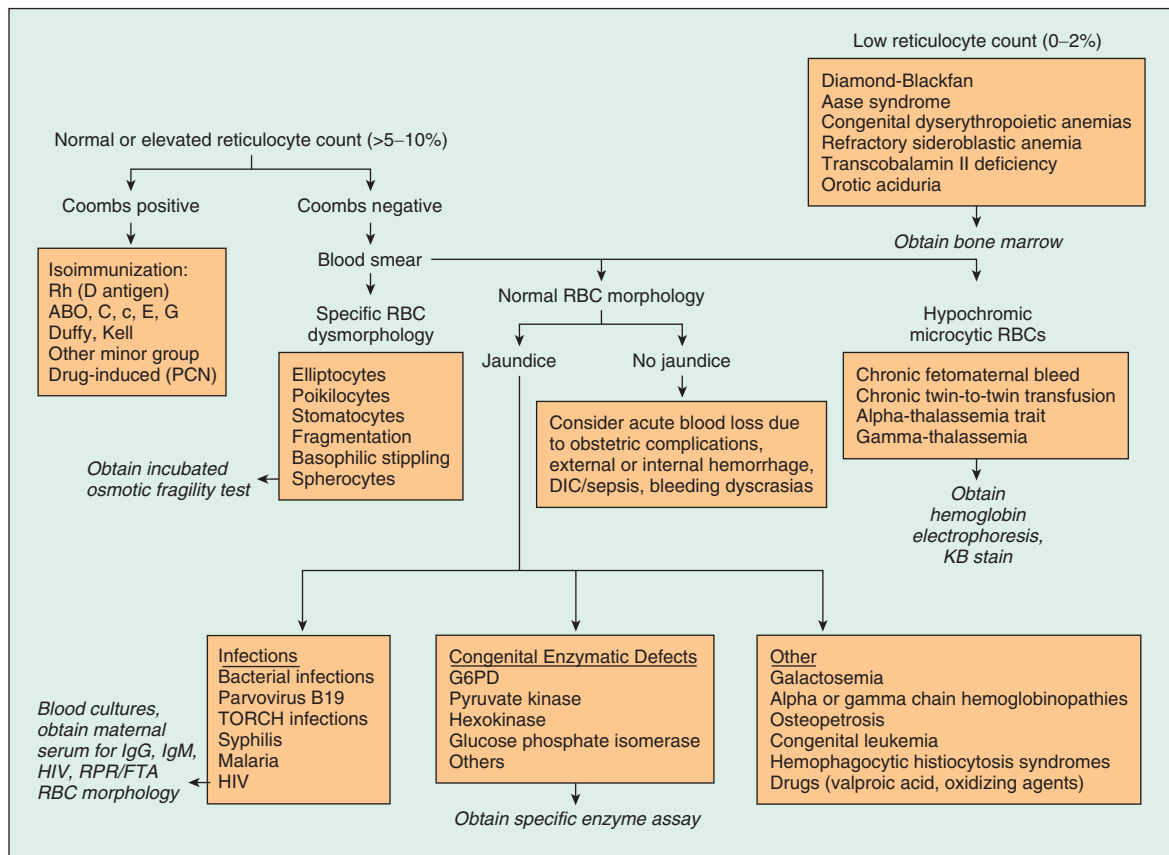 Low reticulocyte count (0–2%)
Diamond-Blackfan
Aase syndrome
Congenital dyserythropoietic anemias
Refractory sideroblastic anemia
Transcobalamin II deficiency
Orotic aciduria
Obtain bone marrow
Normal or elevated reticulocyte count (>5–10%)
Coombs positive
Coombs negative
Isoimmunization:
Rh (D antigen)
ABO, C, c, E, G
Duffy, Kell
Other minor group
Drug-induced (PCN)
Blood smear
Specific RBC
dysmorphology
Elliptocytes
Poikilocytes
Stomatocytes
Fragmentation
Basophilic stippling
Spherocytes
Obtain incubated
osmotic fragility test
Normal RBC morphology
Jaundice
No jaundice
Consider acute blood loss due
to obstetric complications,
external or internal hemorrhage,
DIC/sepsis, bleeding dyscrasias
Hypochromic
microcytic RBCs
Chronic fetomaternal bleed
Chronic twin-to-twin transfusion
Alpha-thalassemia trait
Gamma-thalassemia
Obtain
hemoglobin
electrophoresis,
KB stain
Infections
Bacterial infections
Parvovirus B19
TORCH infections
Syphilis
Malaria
HIV
Blood cultures,
obtain maternal
serum for IgG, IgM,
HIV, RPR/FTA
RBC morphology
Congenital Enzymatic Defects
G6PD
Pyruvate kinase
Hexokinase
Glucose phosphate isomerase
Others
Obtain specific enzyme assay
Other
Galactosemia
Alpha or gamma chain hemoglobinopathies
Osteopetrosis
Congenital leukemia
Hemophagocytic histiocytosis syndromes
Drugs (valproic acid, oxidizing agents)